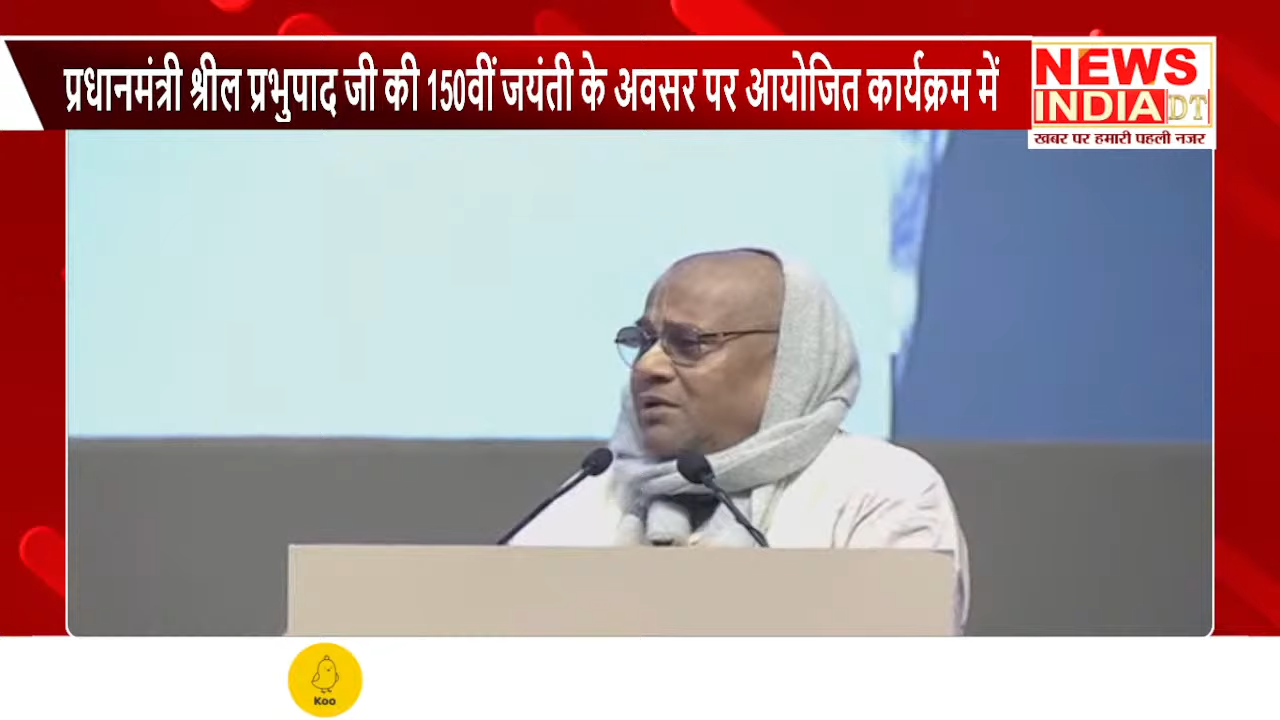 प्रधानमंत्री श्रील प्रभुपाद जी की 150वीं जयंती के अवसर पर आयोजित कार्यक्रम में
NEWS
INDIA DT
खबर पर हमारी पहली नजर
Koo